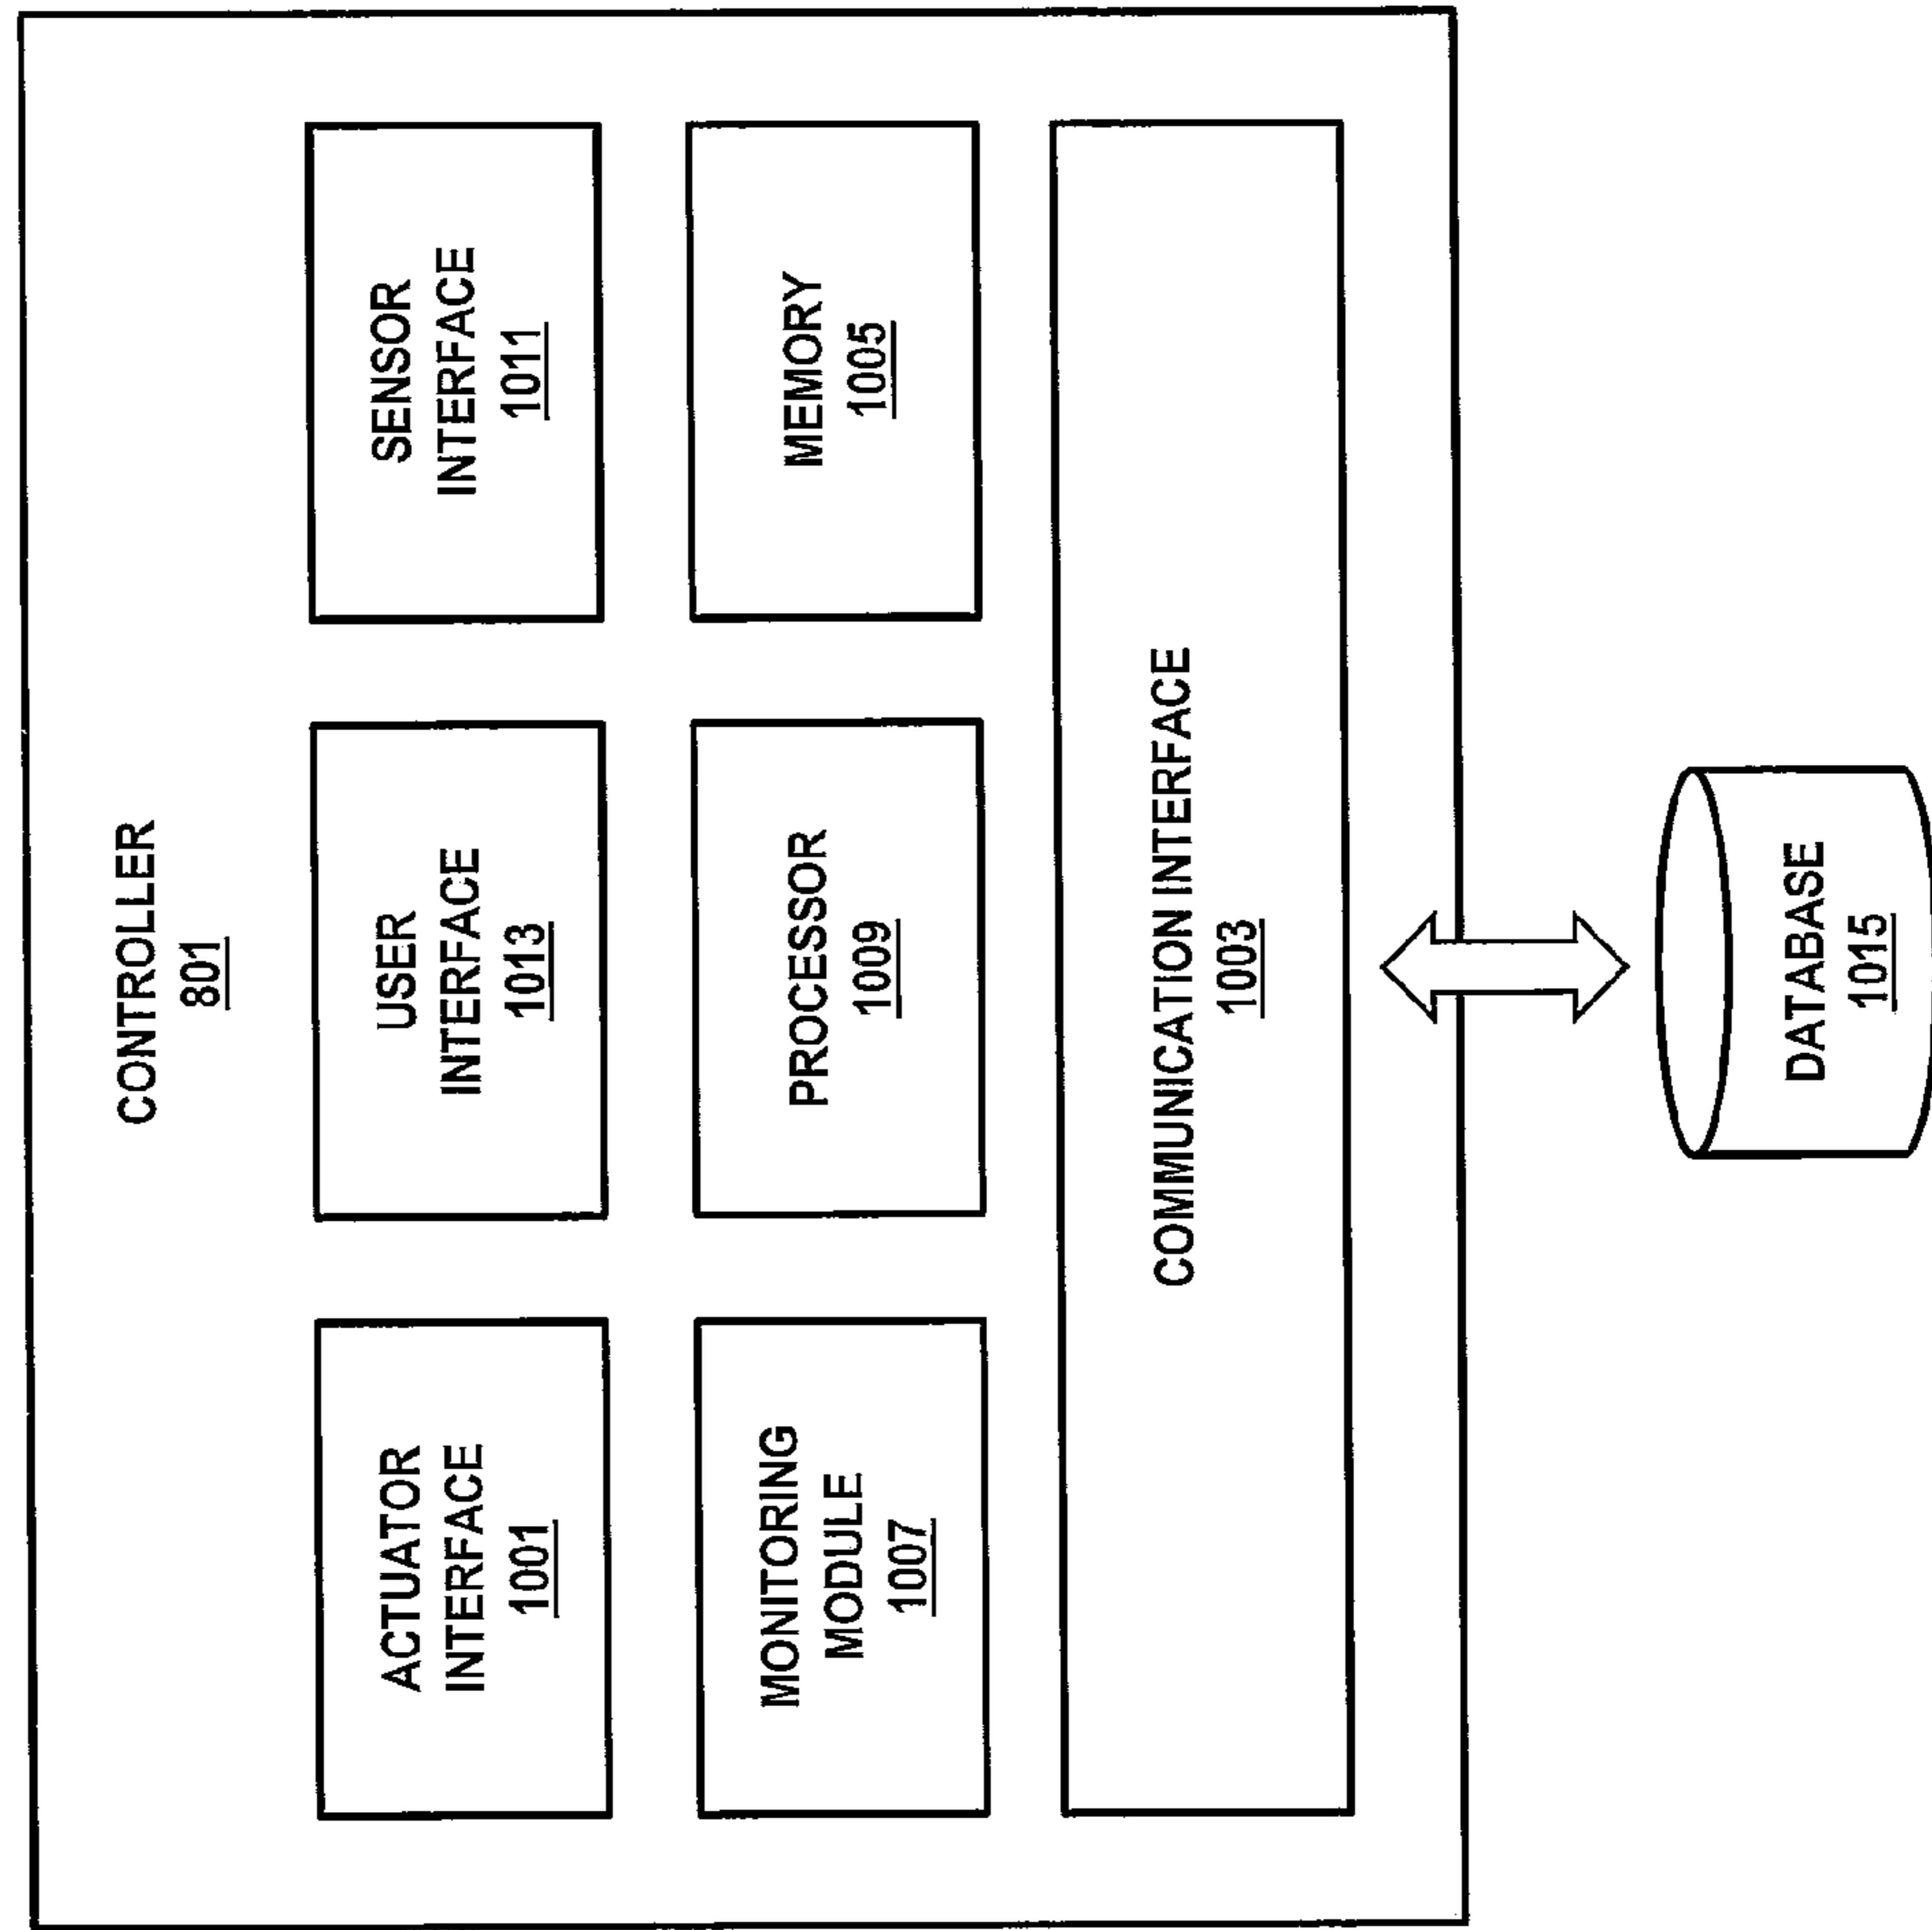 CONTROLLER
801
ACTUATOR
INTERFACE
1001
USER
INTERFACE
1013
SENSOR
INTERFACE
1011
MONITORING
MODULE
1007
PROCESSOR
1009
MEMORY
1005
COMMUNICATION INTERFACE
1003
DATABASE
1015